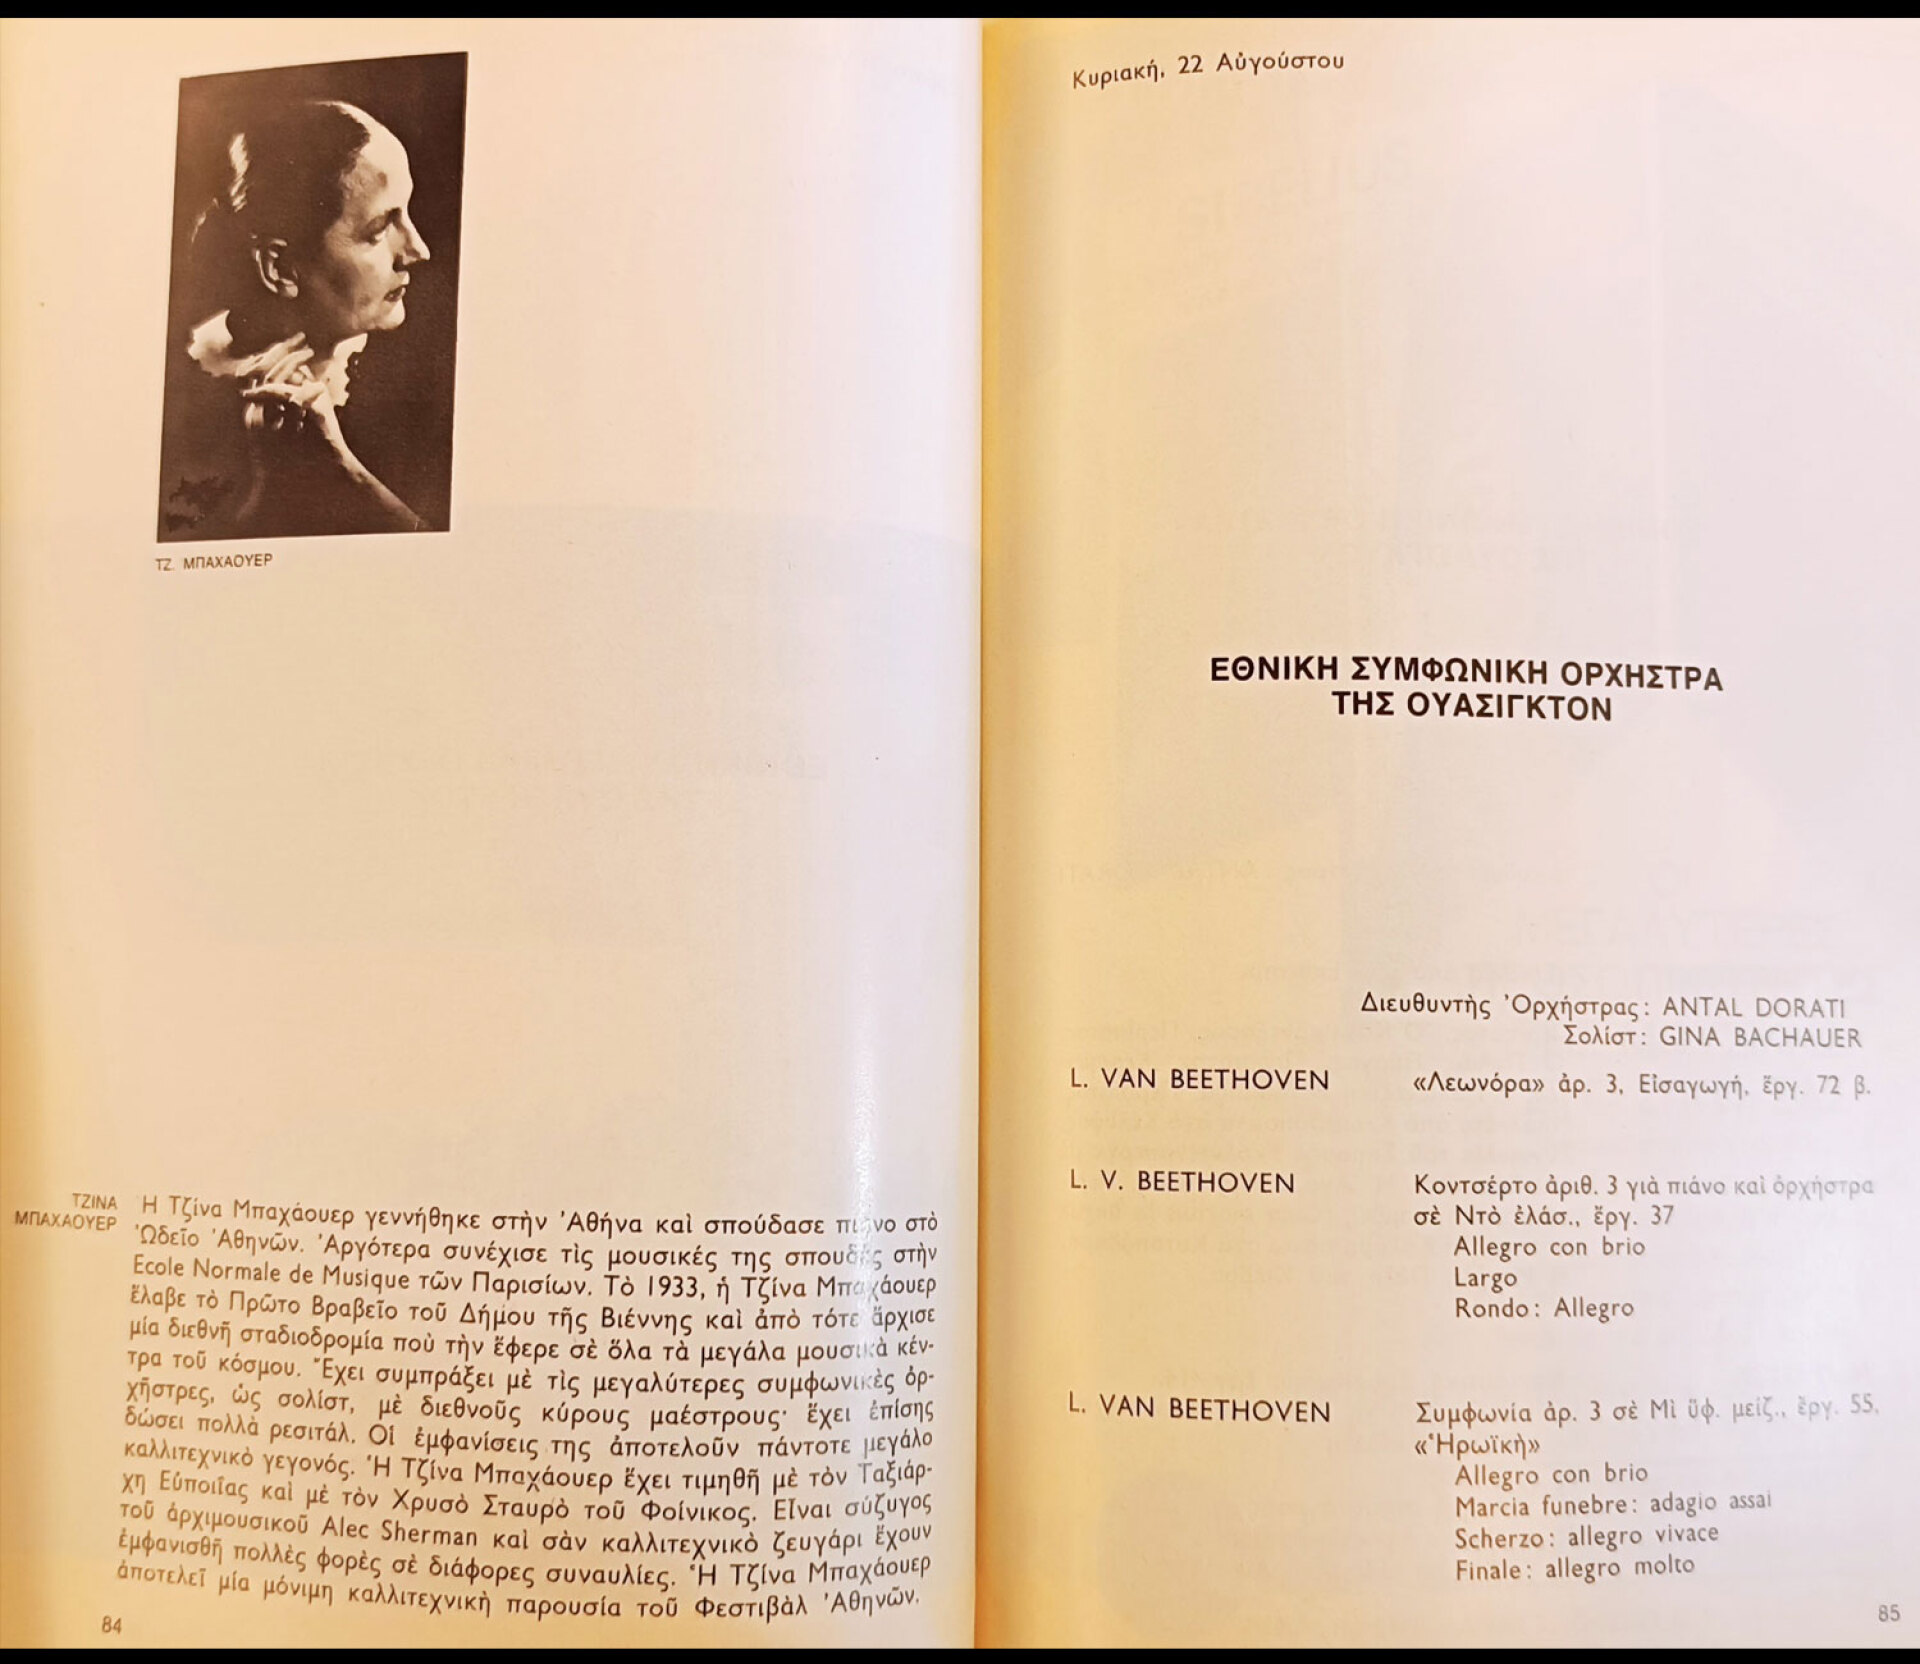 ΤΖ. ΜΠΑΧΑΟΥΕΡ
ΤΖΙΝΑ
ΜΠΑΧΑΟΥΕΡ
Ἡ Τζίνα Μπαχάουερ γεννήθηκε στὴν Ἀθήνα καὶ σπούδασε πιάνο στὸ
Ὠδεῖο Ἀθηνῶν. Ἀργότερα συνέχισε τὶς μουσικές της σπουδὲς στὴν
Ecole Normale de Musique τῶν Παρισίων. Τὸ 1933, ἡ Τζίνα Μπαχάουερ
ἔλαβε τὸ Πρῶτο Βραβεῖο τοῦ Δήμου τῆς Βιέννης καὶ ἀπὸ τότε ἄρχισε
μία διεθνῆ σταδιοδρομία ποὺ τὴν ἔφερε σὲ ὅλα τὰ μεγάλα μουσικὰ κέν-
τρα τοῦ κόσμου. Ἔχει συμπράξει μὲ τὶς μεγαλύτερες συμφωνικὲς ὀρ-
χῆστρες, ὡς σολίστ, μὲ διεθνοῦς κύρους μαέστρους· ἔχει ἐπίσης
δώσει πολλὰ ρεσιτάλ. Οἱ ἐμφανίσεις της ἀποτελοῦν πάντοτε μεγάλο
καλλιτεχνικὸ γεγονός. Ἡ Τζίνα Μπαχάουερ ἔχει τιμηθῆ μὲ τὸν Ταξιάρ-
χη Εὐποιΐας καὶ μὲ τὸν Χρυσὸ Σταυρὸ τοῦ Φοίνικος. Εἶναι σύζυγος
τοῦ ἀρχιμουσικοῦ Alec Sherman καὶ σὰν καλλιτεχνικὸ ζευγάρι ἔχουν
ἐμφανισθῆ πολλὲς φορὲς σὲ διάφορες συναυλίες. Ἡ Τζίνα Μπαχάουερ
ἀποτελεῖ μία μόνιμη καλλιτεχνικὴ παρουσία τοῦ Φεστιβὰλ Ἀθηνῶν.
84
Κυριακή, 22 Αὐγούστου
ΕΘΝΙΚΗ ΣΥΜΦΩΝΙΚΗ ΟΡΧΗΣΤΡΑ
ΤΗΣ ΟΥΑΣΙΓΚΤΟΝ
Διευθυντὴς Ὀρχήστρας: ANTAL DORATI
Σολίστ: GINA BACHAUER
L. VAN BEETHOVEN «Λεωνόρα» ἀρ. 3, Εἰσαγωγή, ἔργ. 72 β.
L. V. BEETHOVEN Κοντσέρτο ἀριθ. 3 γιὰ πιάνο καὶ ὀρχήστρα
σὲ Ντὸ ἐλάσ., ἔργ. 37
Allegro con brio
Largo
Rondo: Allegro
L. VAN BEETHOVEN Συμφωνία ἀρ. 3 σὲ Μὶ ὕφ. μείζ., ἔργ. 55,
«Ἡρωϊκὴ»
Allegro con brio
Marcia funebre: adagio assai
Scherzo: allegro vivace
Finale: allegro molto
85